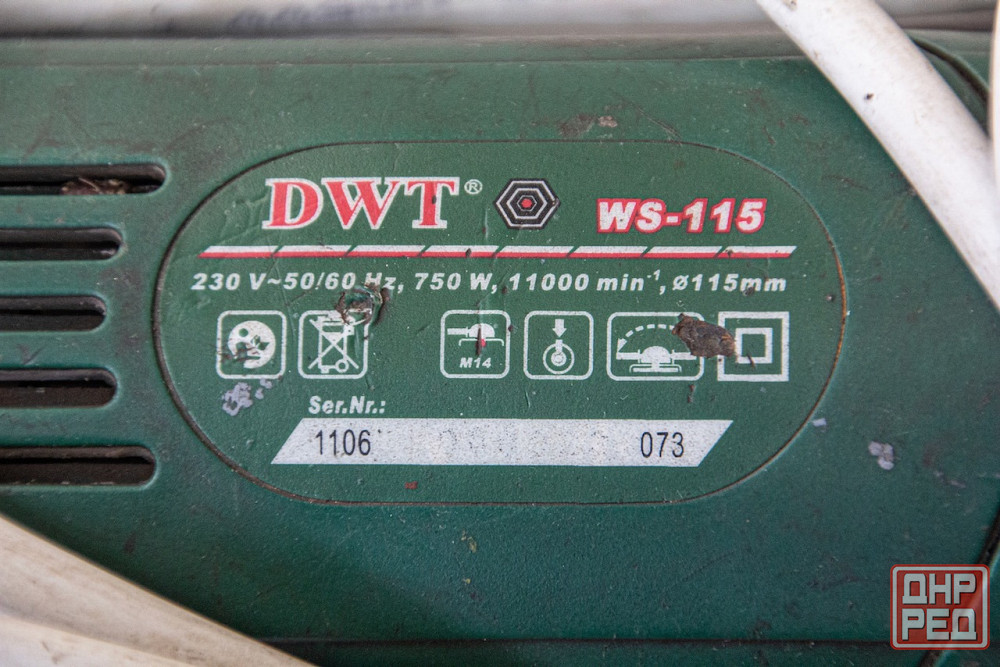 DWT® WS-115
230 V~50/60 Hz, 750 W, 11000 min-1, ø115mm
M14
Ser.Nr.:
1106 073
ДНР
РЕД